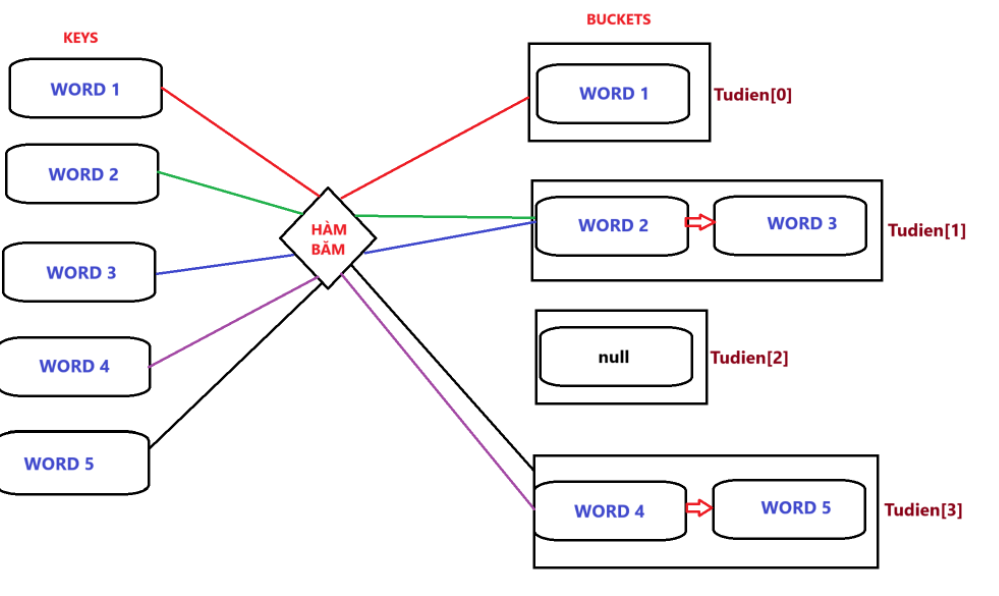 KEYS
WORD 1
WORD 2
WORD 3
WORD 4
WORD 5
HÀM
BĂM
BUCKETS
WORD 1
Tudien[0]
WORD 2
WORD 3
Tudien[1]
null
Tudien[2]
WORD 4
WORD 5
Tudien[3]